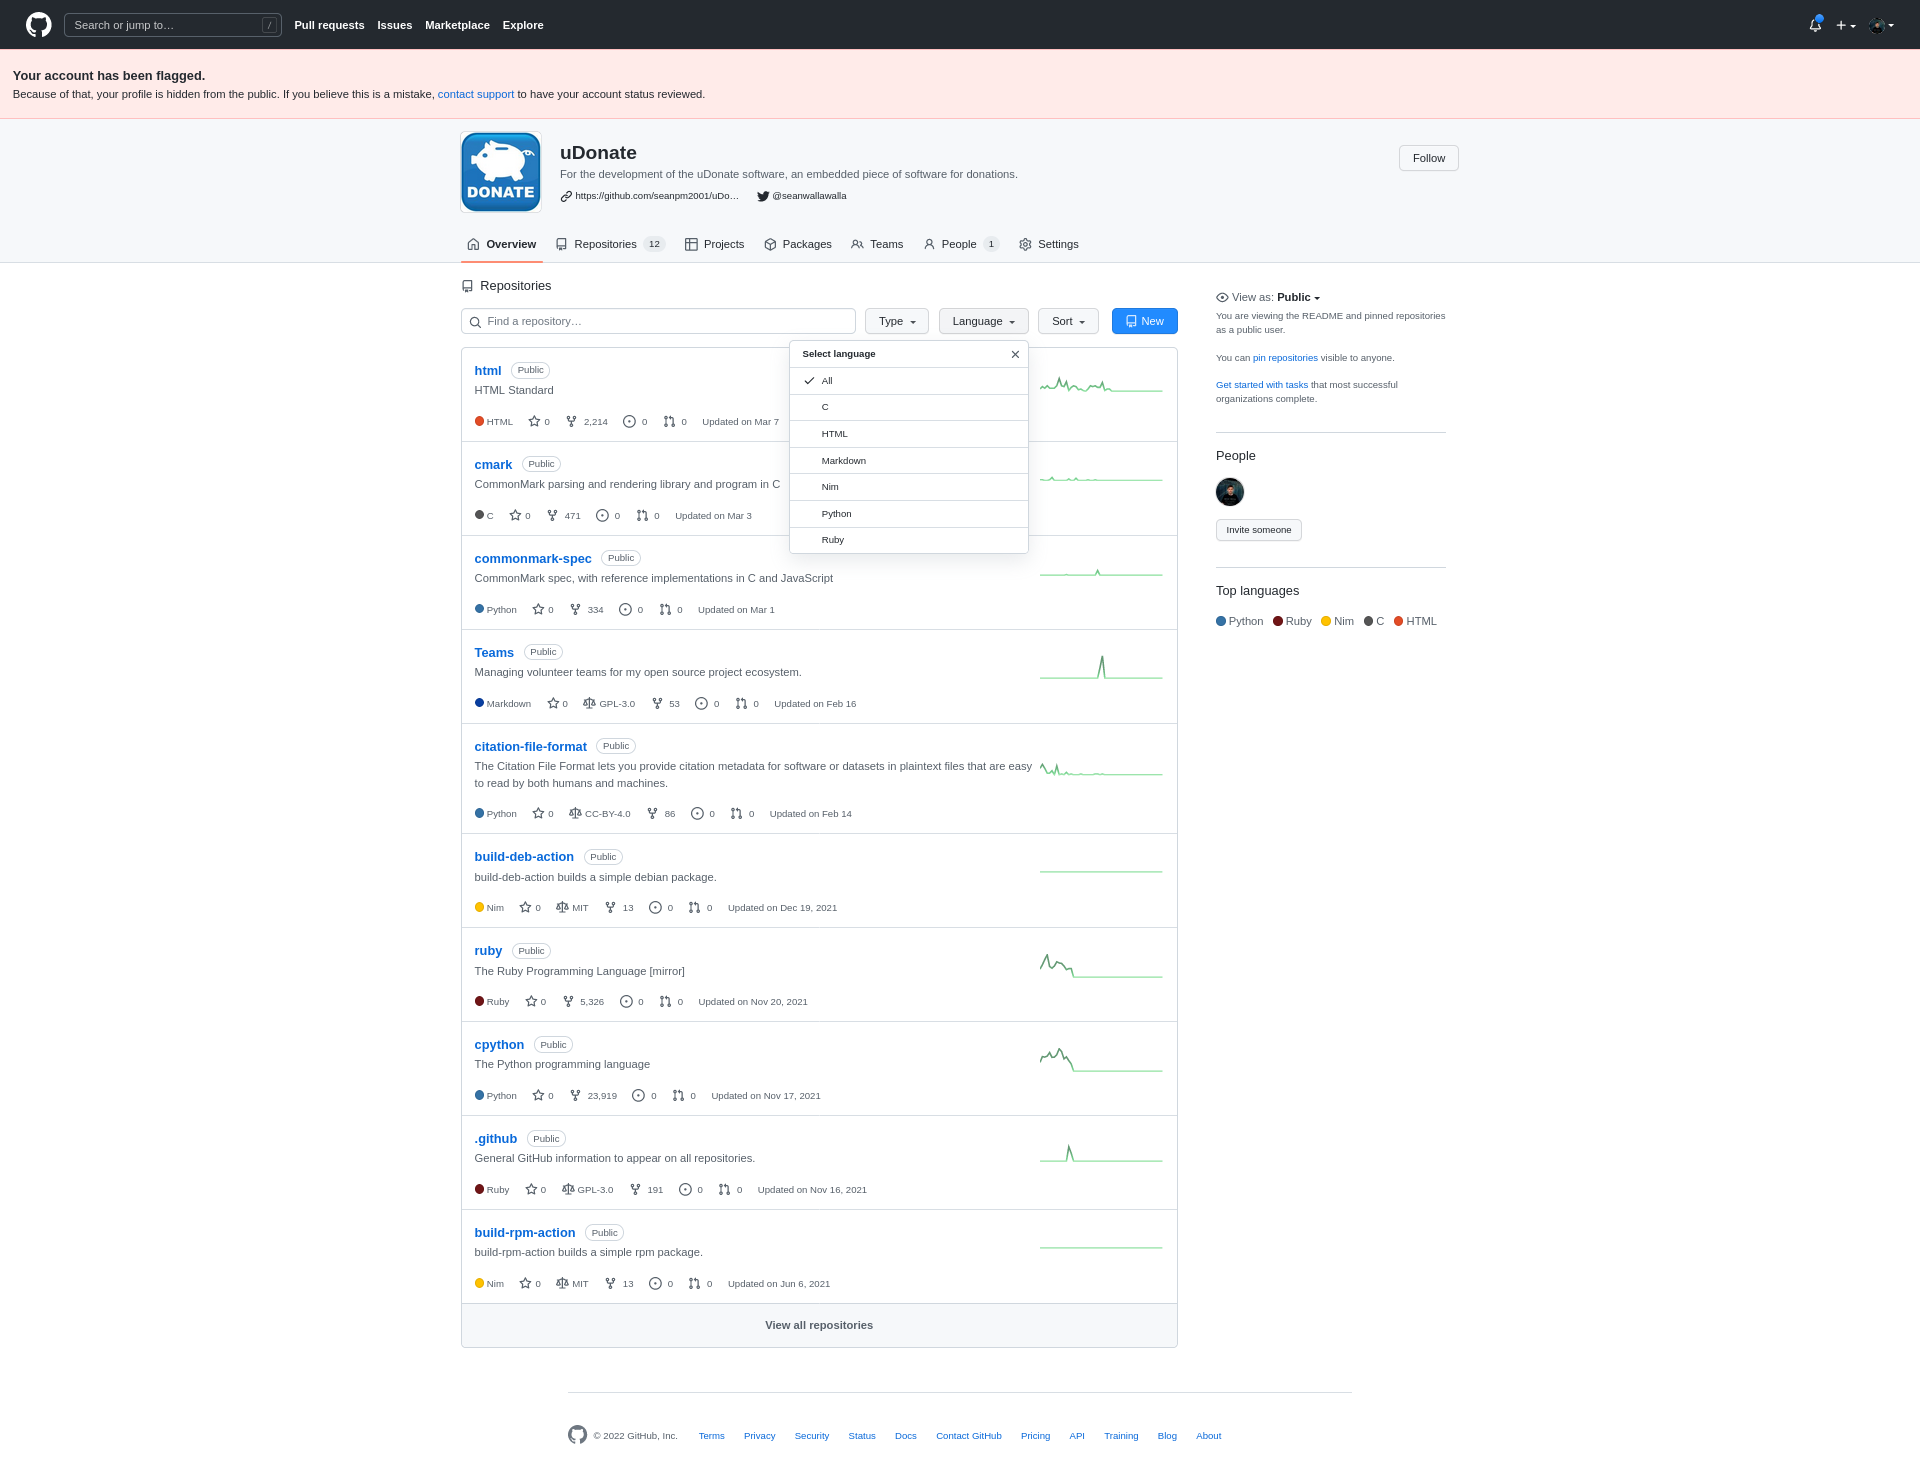 Search or jump to…
/
Pull requests
Issues
Marketplace
Explore
Your account has been flagged.
Because of that, your profile is hidden from the public. If you believe this is a mistake, contact support to have your account status reviewed.
DONATE
uDonate
For the development of the uDonate software, an embedded piece of software for donations.
https://github.com/seanpm2001/uDo…
@seanwallawalla
Follow
Overview
Repositories 12
Projects
Packages
Teams
People 1
Settings
Repositories
Find a repository…
Type
Language
Sort
New
Select language
All
C
HTML
Markdown
Nim
Python
Ruby
html Public
HTML Standard
HTML 0 2,214 0 0 Updated on Mar 7
cmark Public
CommonMark parsing and rendering library and program in C
C 0 471 0 0 Updated on Mar 3
commonmark-spec Public
CommonMark spec, with reference implementations in C and JavaScript
Python 0 334 0 0 Updated on Mar 1
Teams Public
Managing volunteer teams for my open source project ecosystem.
Markdown 0 GPL-3.0 53 0 0 Updated on Feb 16
citation-file-format Public
The Citation File Format lets you provide citation metadata for software or datasets in plaintext files that are easy
to read by both humans and machines.
Python 0 CC-BY-4.0 86 0 0 Updated on Feb 14
build-deb-action Public
build-deb-action builds a simple debian package.
Nim 0 MIT 13 0 0 Updated on Dec 19, 2021
ruby Public
The Ruby Programming Language [mirror]
Ruby 0 5,326 0 0 Updated on Nov 20, 2021
cpython Public
The Python programming language
Python 0 23,919 0 0 Updated on Nov 17, 2021
.github Public
General GitHub information to appear on all repositories.
Ruby 0 GPL-3.0 191 0 0 Updated on Nov 16, 2021
build-rpm-action Public
build-rpm-action builds a simple rpm package.
Nim 0 MIT 13 0 0 Updated on Jun 6, 2021
View all repositories
View as: Public
You are viewing the README and pinned repositories
as a public user.
You can pin repositories visible to anyone.
Get started with tasks that most successful
organizations complete.
People
Invite someone
Top languages
Python Ruby Nim C HTML
© 2022 GitHub, Inc.
Terms
Privacy
Security
Status
Docs
Contact GitHub
Pricing
API
Training
Blog
About